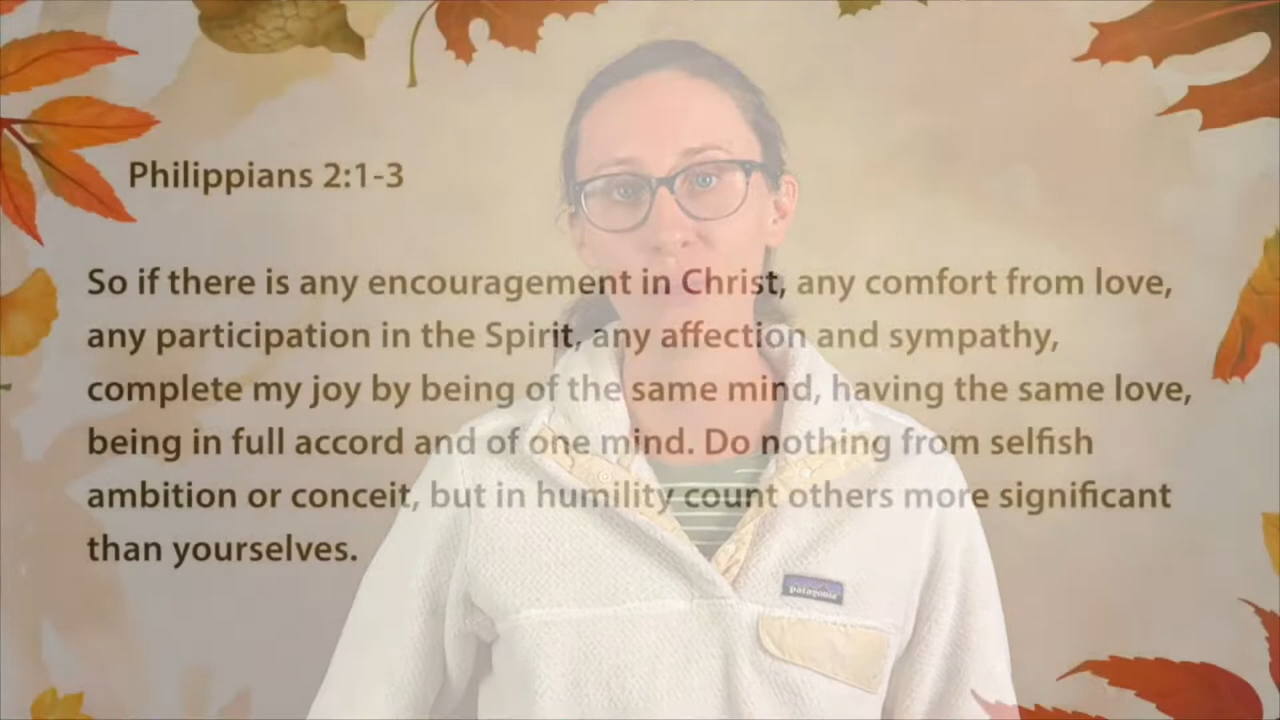 Philippians 2:1-3
So if there is any encouragement in Christ, any comfort from love,
any participation in the Spirit, any affection and sympathy,
complete my joy by being of the same mind, having the same love,
being in full accord and of one mind. Do nothing from selfish
ambition or conceit, but in humility count others more significant
than yourselves.
patagonia